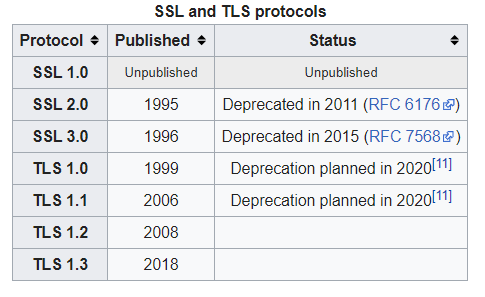 SSL and TLS protocols
Protocol Published Status
SSL 1.0 Unpublished Unpublished
SSL 2.0 1995 Deprecated in 2011 (RFC 6176)
SSL 3.0 1996 Deprecated in 2015 (RFC 7568)
TLS 1.0 1999 Deprecation planned in 2020[11]
TLS 1.1 2006 Deprecation planned in 2020[11]
TLS 1.2 2008
TLS 1.3 2018